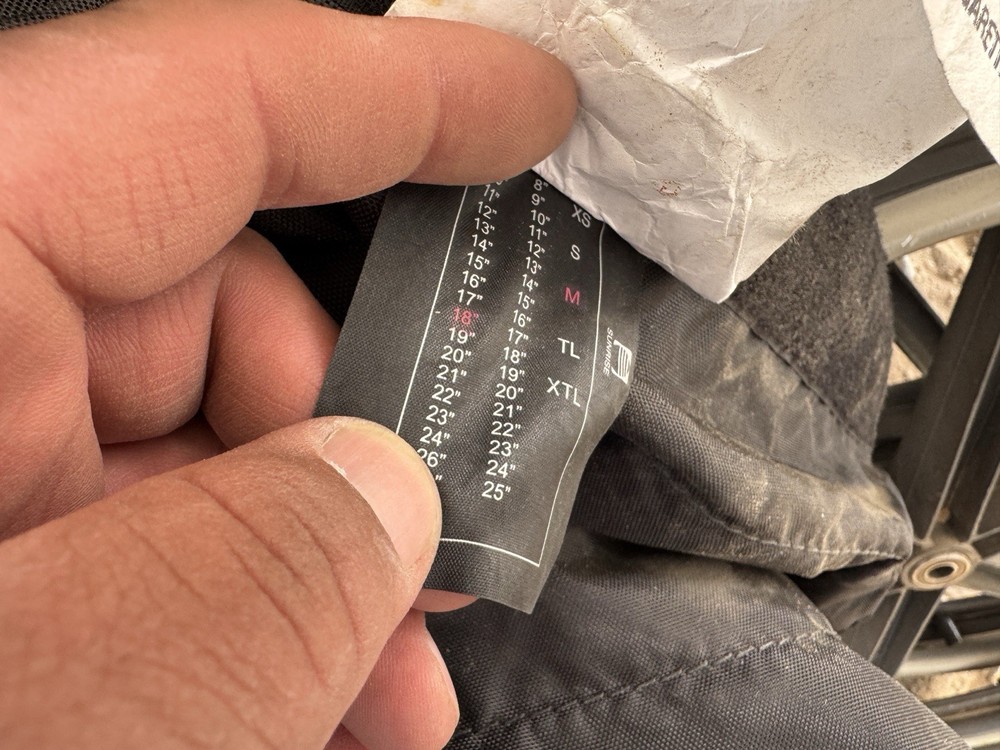 11" 8" XS
12" 9"
13" 10" S
14" 11"
15" 12"
16" 13"
17" 14" M
18" 15"
19" 16"
20" 17" TL
21" 18"
22" 19" XTL
23" 20"
24" 21"
26" 22"
23"
24"
25"
SUNRISE